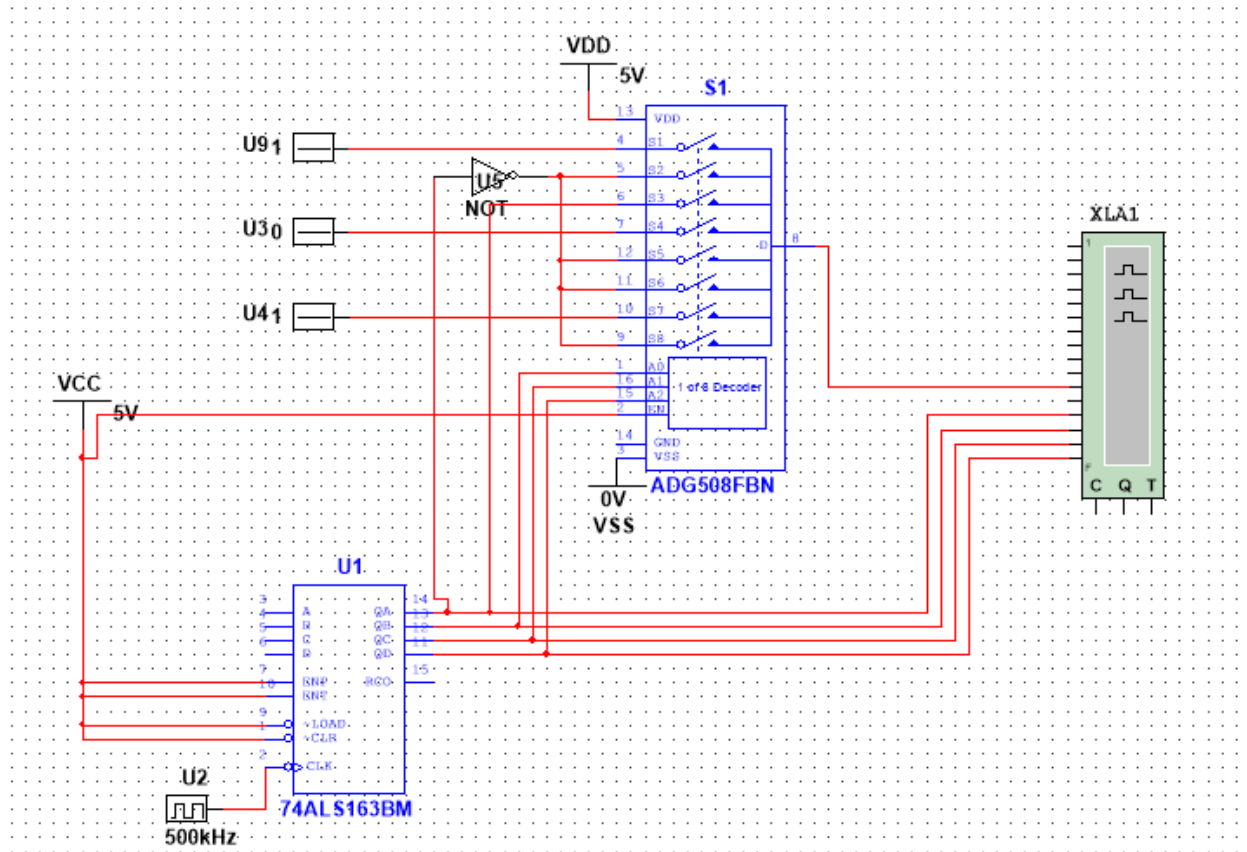 VDD
5V
S1
13
VDD
U9 1
4
S1
5
S2
U5
NOT
6
S3
U3 0
7
S4
12
S5
D
8
11
S6
U4 1
10
S7
9
S8
1
A0
16
A1
15
A2
2
EN
1 of 8 Decoder
14
GND
3
VSS
ADG508FBN
0V
VSS
XLA1
1
F
C Q T
VCC
5V
U1
3
A
QA
14
4
B
QB
13
5
C
QC
12
6
D
QD
11
7
ENP
RCO
15
10
ENT
9
~LOAD
1
~CLR
2
CLK
74ALS163BM
U2
500kHz